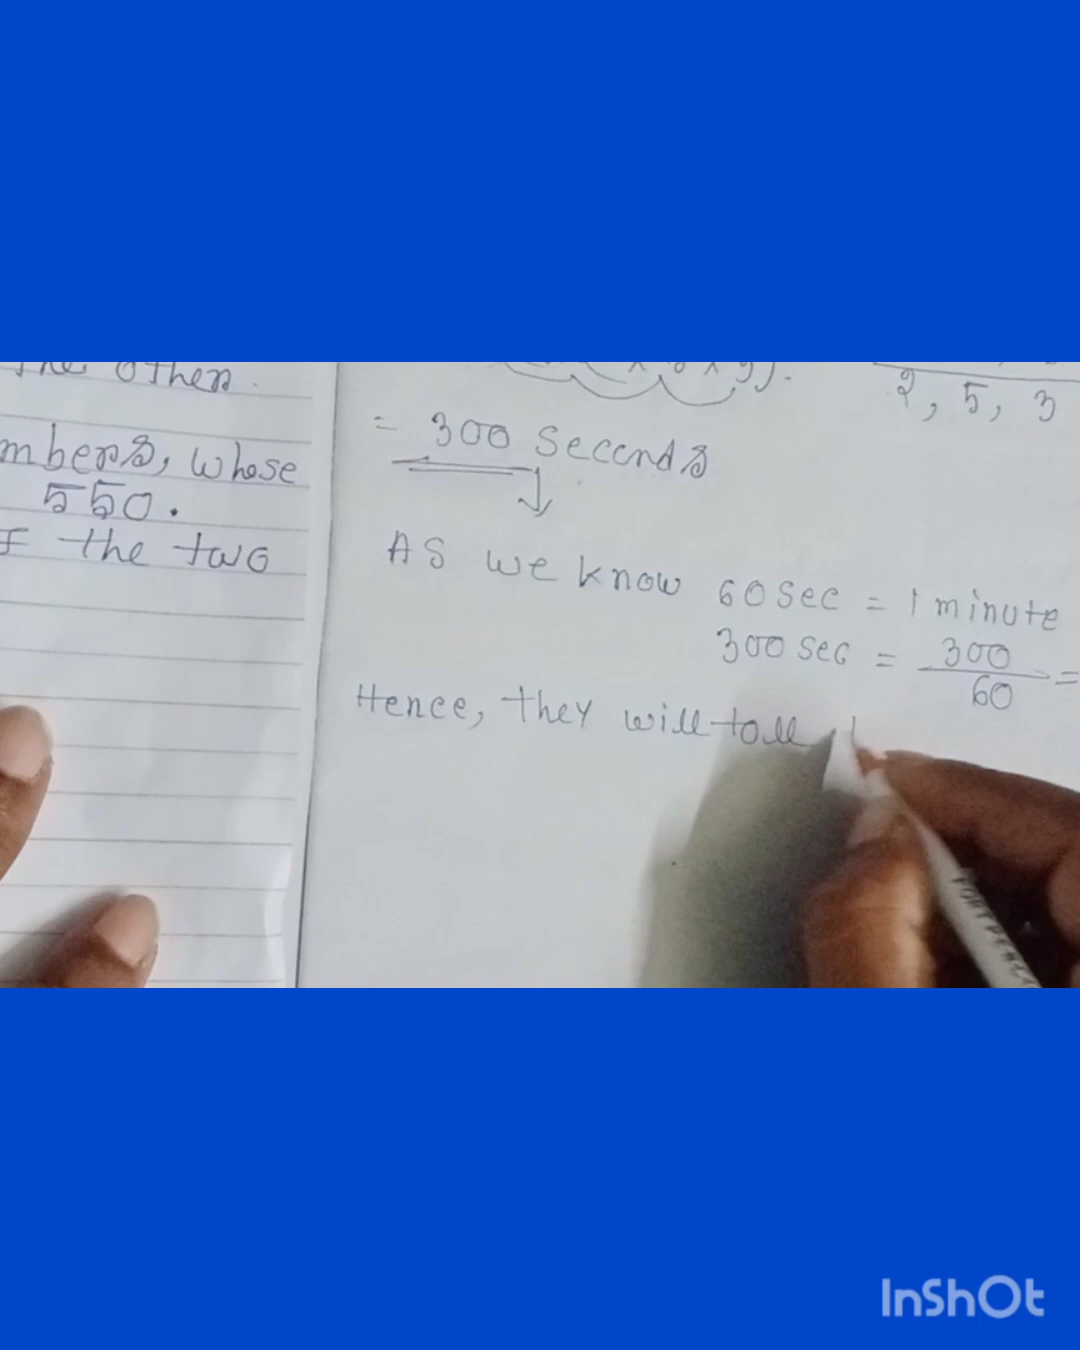 the other.
mbers, whose
550.
f the two
2, 5, 3
= 300 Seconds
AS we know 60 sec = 1 minute
300 sec = 300/60 =
Hence, they will toll
InShOt